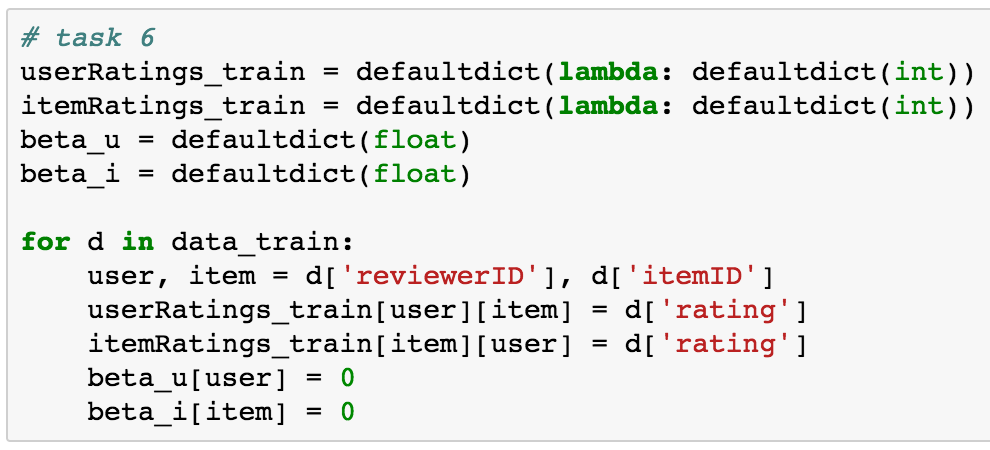 # task 6
userRatings_train = defaultdict(lambda: defaultdict(int))
itemRatings_train = defaultdict(lambda: defaultdict(int))
beta_u = defaultdict(float)
beta_i = defaultdict(float)

for d in data_train:
    user, item = d['reviewerID'], d['itemID']
    userRatings_train[user][item] = d['rating']
    itemRatings_train[item][user] = d['rating']
    beta_u[user] = 0
    beta_i[item] = 0